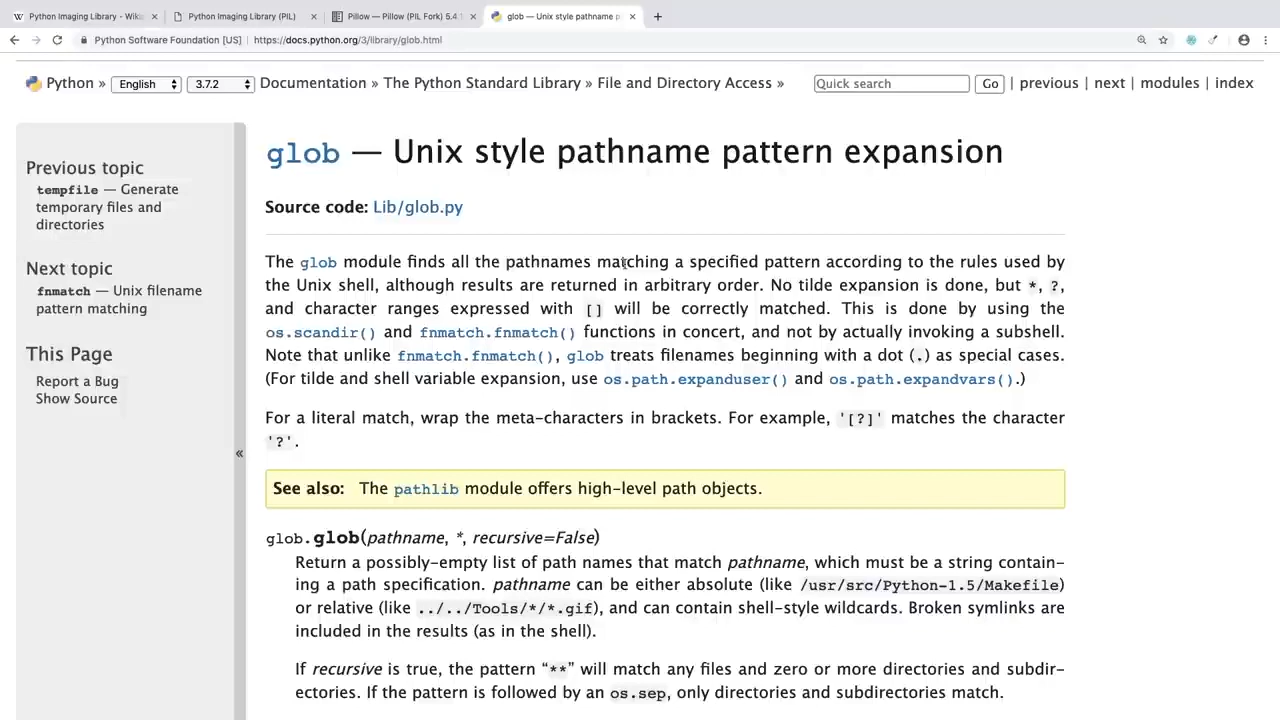 Python Imaging Library - Wiki
Python Imaging Library (PIL)
Pillow — Pillow (PIL Fork) 5.4.
glob — Unix style pathname p
Python Software Foundation [US] | https://docs.python.org/3/library/glob.html
Python » English 3.7.2 Documentation » The Python Standard Library » File and Directory Access » Quick search Go | previous | next | modules | index
Previous topic
tempfile — Generate
temporary files and
directories
Next topic
fnmatch — Unix filename
pattern matching
This Page
Report a Bug
Show Source
«
glob — Unix style pathname pattern expansion
Source code: Lib/glob.py
The glob module finds all the pathnames matching a specified pattern according to the rules used by
the Unix shell, although results are returned in arbitrary order. No tilde expansion is done, but *, ?,
and character ranges expressed with [] will be correctly matched. This is done by using the
os.scandir() and fnmatch.fnmatch() functions in concert, and not by actually invoking a subshell.
Note that unlike fnmatch.fnmatch(), glob treats filenames beginning with a dot (.) as special cases.
(For tilde and shell variable expansion, use os.path.expanduser() and os.path.expandvars().)
For a literal match, wrap the meta-characters in brackets. For example, '[?]' matches the character
'?'.
See also: The pathlib module offers high-level path objects.
glob.glob(pathname, *, recursive=False)
Return a possibly-empty list of path names that match pathname, which must be a string contain-
ing a path specification. pathname can be either absolute (like /usr/src/Python-1.5/Makefile)
or relative (like ../../Tools/*/*.gif), and can contain shell-style wildcards. Broken symlinks are
included in the results (as in the shell).
If recursive is true, the pattern “**” will match any files and zero or more directories and subdir-
ectories. If the pattern is followed by an os.sep, only directories and subdirectories match.